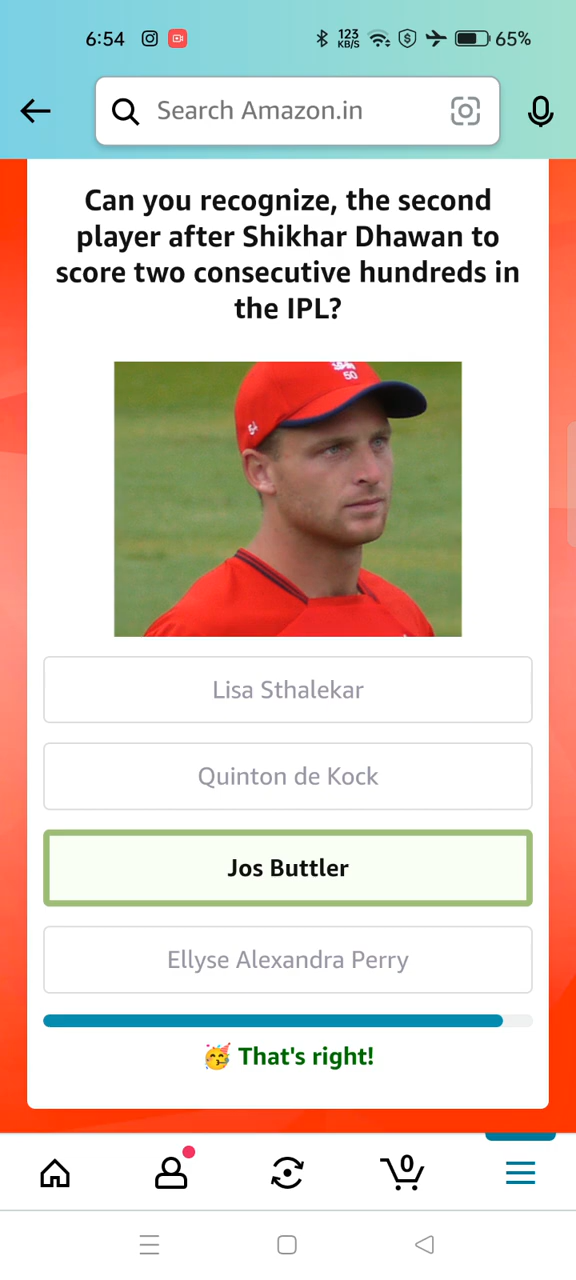 6:54 123 KB/S 65%
Search Amazon.in
Can you recognize, the second
player after Shikhar Dhawan to
score two consecutive hundreds in
the IPL?
50
Lisa Sthalekar
Quinton de Kock
Jos Buttler
Ellyse Alexandra Perry
That's right!
0